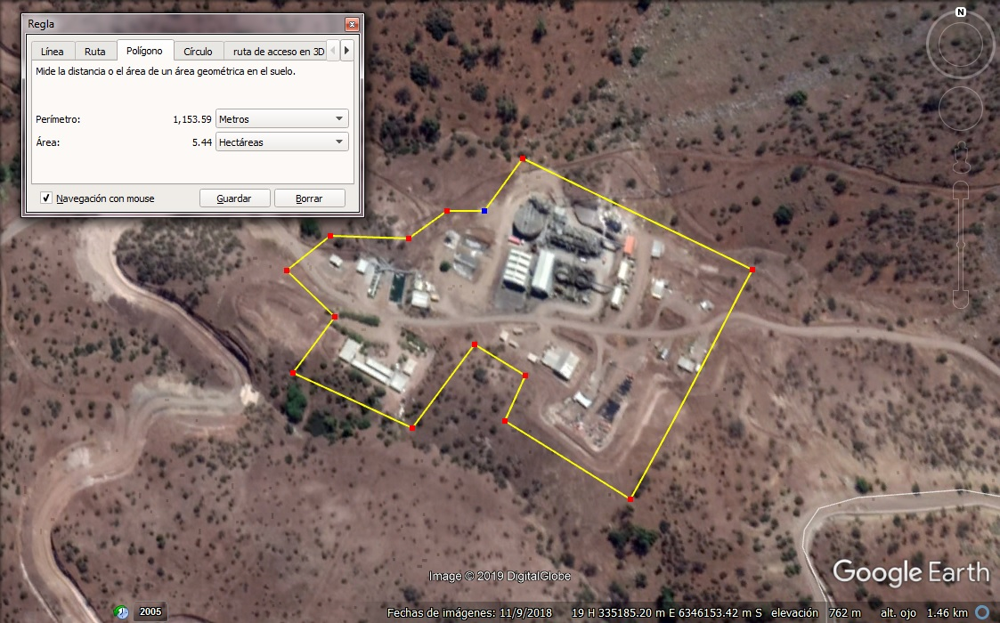 Regla
Línea Ruta Polígono Círculo ruta de acceso en 3D
Mide la distancia o el área de un área geométrica en el suelo.
Perímetro: 1,153.59 Metros
Área: 5.44 Hectáreas
Navegación con mouse Guardar Borrar
N
Image © 2019 DigitalGlobe
Google Earth
2005
Fechas de imágenes: 11/9/2018 19 H 335185.20 m E 6346153.42 m S elevación 762 m alt. ojo 1.46 km